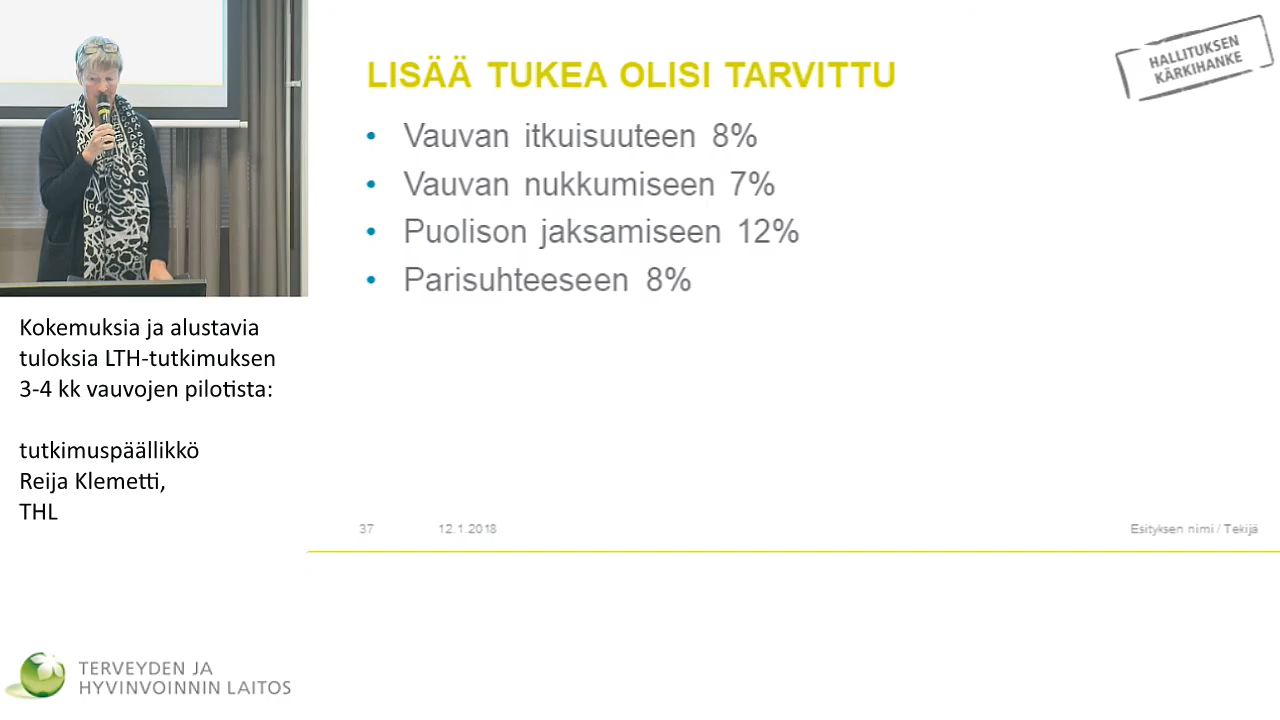 LISÄÄ TUKEA OLISI TARVITTU
HALLITUKSEN
KÄRKIHANKE
• Vauvan itkuisuuteen 8%
• Vauvan nukkumiseen 7%
• Puolison jaksamiseen 12%
• Parisuhteeseen 8%
Kokemuksia ja alustavia
tuloksia LTH-tutkimuksen
3-4 kk vauvojen pilotista:
tutkimuspäällikkö
Reija Klemetti,
THL
37 12.1.2018 Esityksen nimi / Tekijä
TERVEYDEN JA
HYVINVOINNIN LAITOS